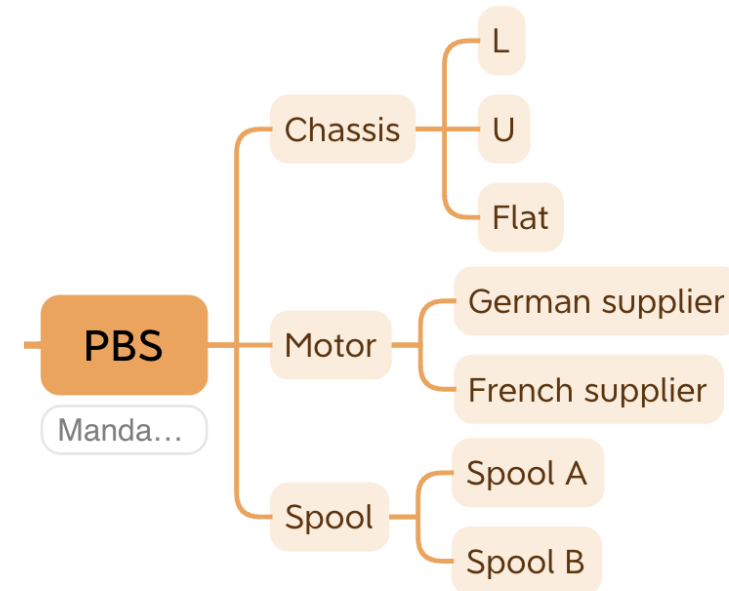 PBS
Manda…
Chassis
L
U
Flat
Motor
German supplier
French supplier
Spool
Spool A
Spool B